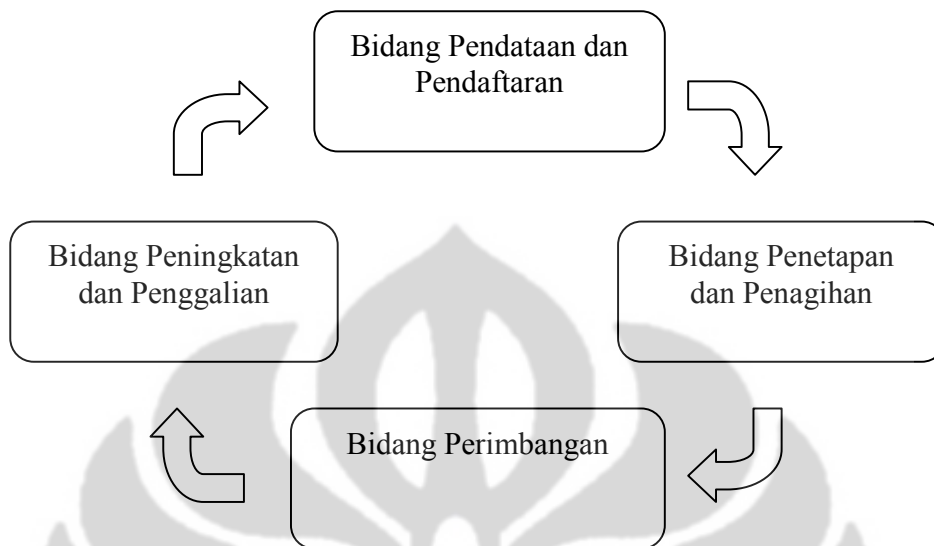 Bidang Pendataan dan
Pendaftaran
Bidang Peningkatan
dan Penggalian
Bidang Penetapan
dan Penagihan
Bidang Perimbangan